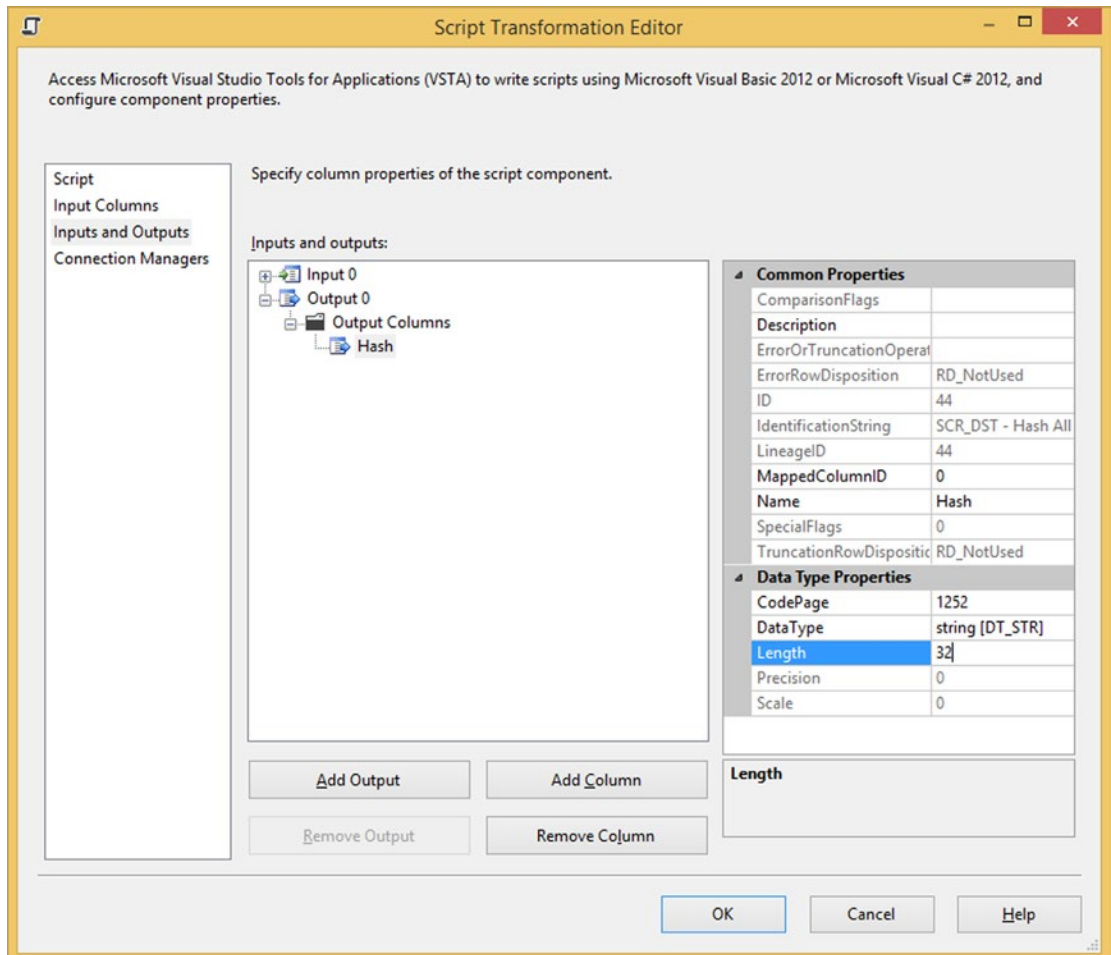 Script Transformation Editor
Access Microsoft Visual Studio Tools for Applications (VSTA) to write scripts using Microsoft Visual Basic 2012 or Microsoft Visual C# 2012, and
configure component properties.
Script
Input Columns
Inputs and Outputs
Connection Managers
Specify column properties of the script component.
Inputs and outputs:
Input 0
Output 0
Output Columns
Hash
Common Properties
ComparisonFlags
Description
ErrorOrTruncationOperat
ErrorRowDisposition RD_NotUsed
ID 44
IdentificationString SCR_DST - Hash All
LineageID 44
MappedColumnID 0
Name Hash
SpecialFlags 0
TruncationRowDispositic RD_NotUsed
Data Type Properties
CodePage 1252
DataType string [DT_STR]
Length 32
Precision 0
Scale 0
Length
Add Output
Add Column
Remove Output
Remove Column
OK
Cancel
Help